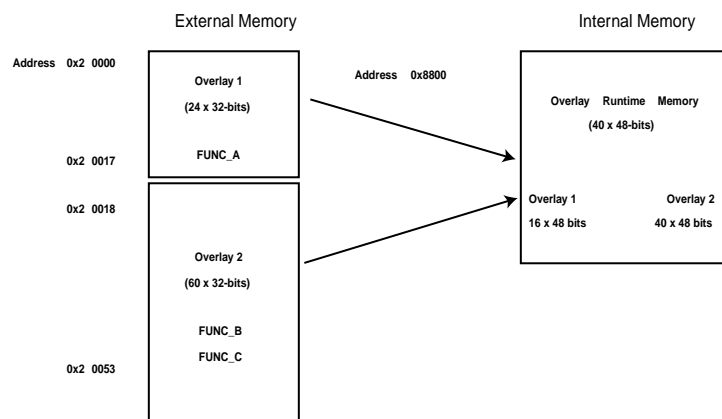 External Memory
Internal Memory
Address 0x2 0000
Overlay 1
(24 x 32-bits)
FUNC_A
0x2 0017
0x2 0018
Overlay 2
(60 x 32-bits)
FUNC_B
FUNC_C
0x2 0053
Address 0x8800
Overlay Runtime Memory
(40 x 48-bits)
Overlay 1
16 x 48 bits
Overlay 2
40 x 48 bits